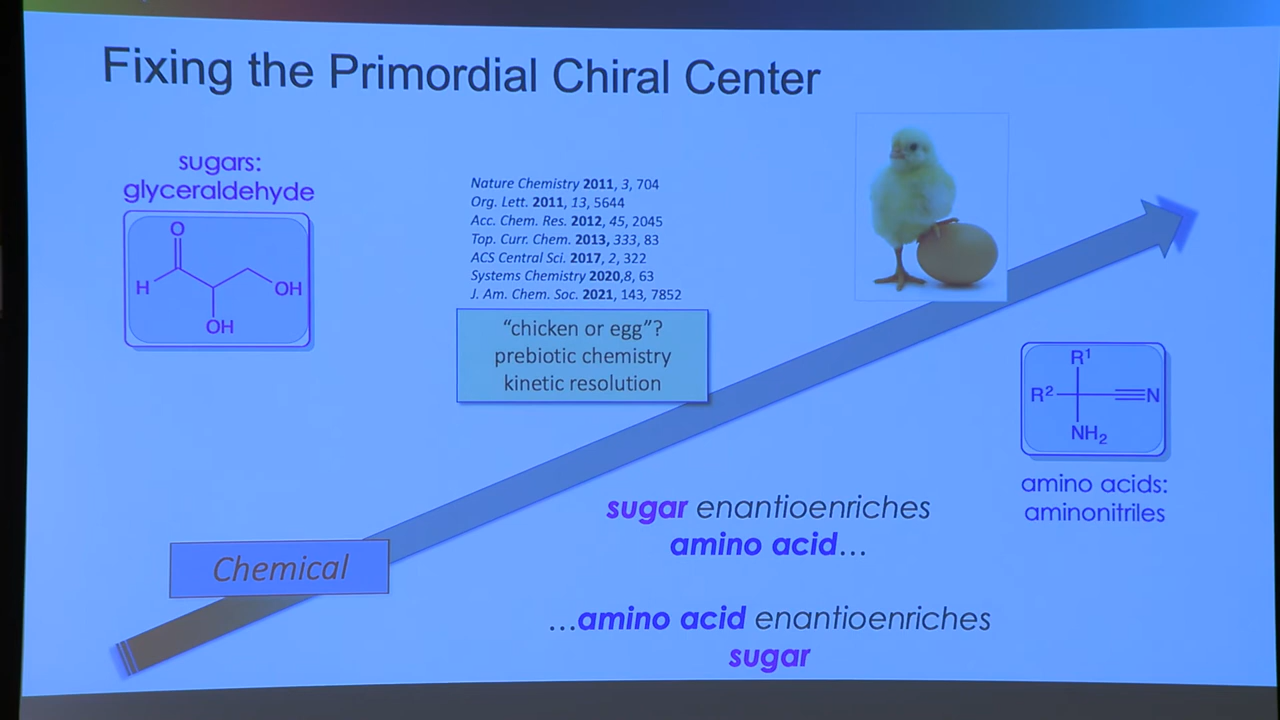 Fixing the Primordial Chiral Center
sugars:
glyceraldehyde
O
H
OH
OH
Nature Chemistry 2011, 3, 704
Org. Lett. 2011, 13, 5644
Acc. Chem. Res. 2012, 45, 2045
Top. Curr. Chem. 2013, 333, 83
ACS Central Sci. 2017, 2, 322
Systems Chemistry 2020,8, 63
J. Am. Chem. Soc. 2021, 143, 7852
“chicken or egg”?
prebiotic chemistry
kinetic resolution
R¹
R² N
NH₂
amino acids:
aminonitriles
sugar enantioenriches
amino acid…
Chemical
…amino acid enantioenriches
sugar